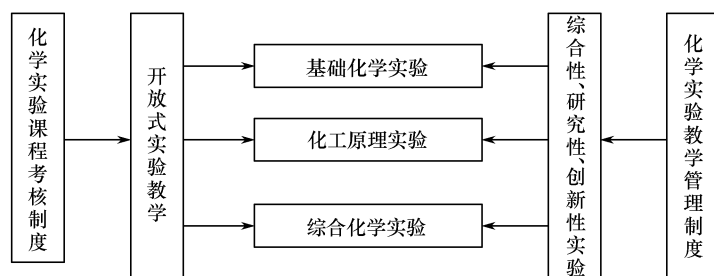 化学实验课程考核制度
开放式实验教学
基础化学实验
化工原理实验
综合化学实验
综合性、研究性、创新性实验
化学实验教学管理制度